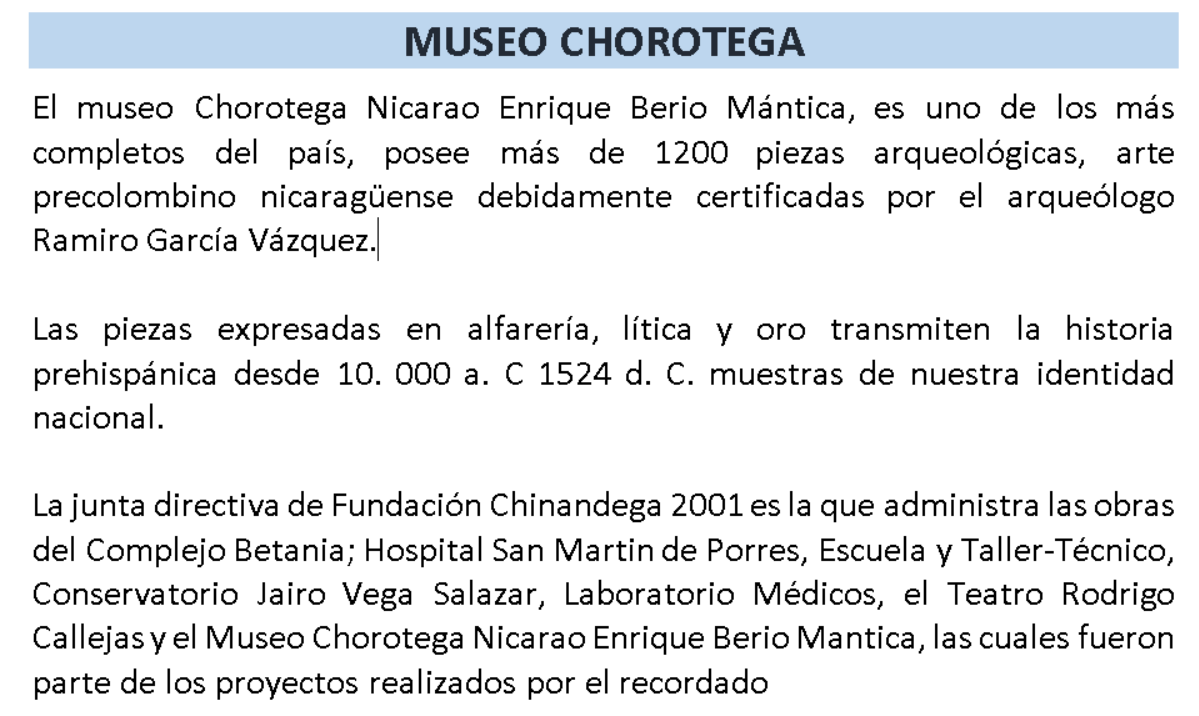 MUSEO CHOROTEGA
El museo Chorotega Nicarao Enrique Berio Mántica, es uno de los más
completos del país, posee más de 1200 piezas arqueológicas, arte
precolombino nicaragüense debidamente certificadas por el arqueólogo
Ramiro García Vázquez.
Las piezas expresadas en alfarería, lítica y oro transmiten la historia
prehispánica desde 10. 000 a. C 1524 d. C. muestras de nuestra identidad
nacional.
La junta directiva de Fundación Chinandega 2001 es la que administra las obras
del Complejo Betania; Hospital San Martin de Porres, Escuela y Taller-Técnico,
Conservatorio Jairo Vega Salazar, Laboratorio Médicos, el Teatro Rodrigo
Callejas y el Museo Chorotega Nicarao Enrique Berio Mantica, las cuales fueron
parte de los proyectos realizados por el recordado